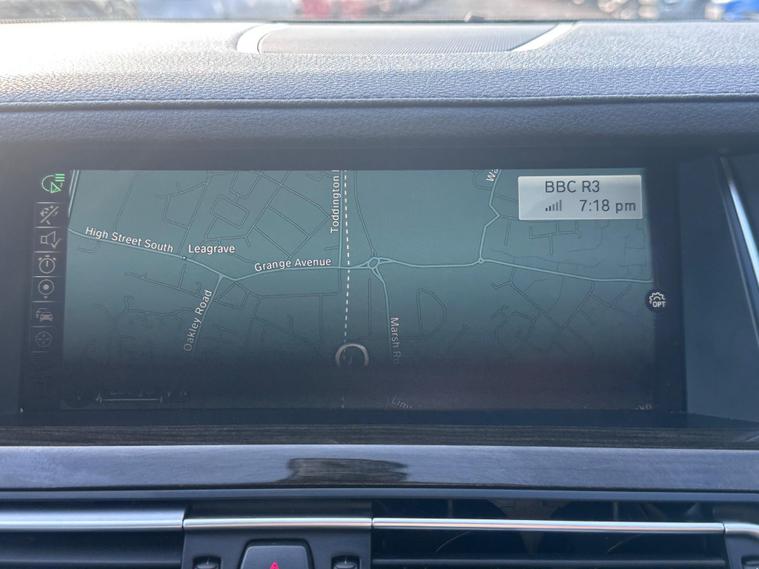 BBC R3
7:18 pm
Toddington
High Street South
Leagrave
Grange Avenue
Oakley Road
Marsh
OPT